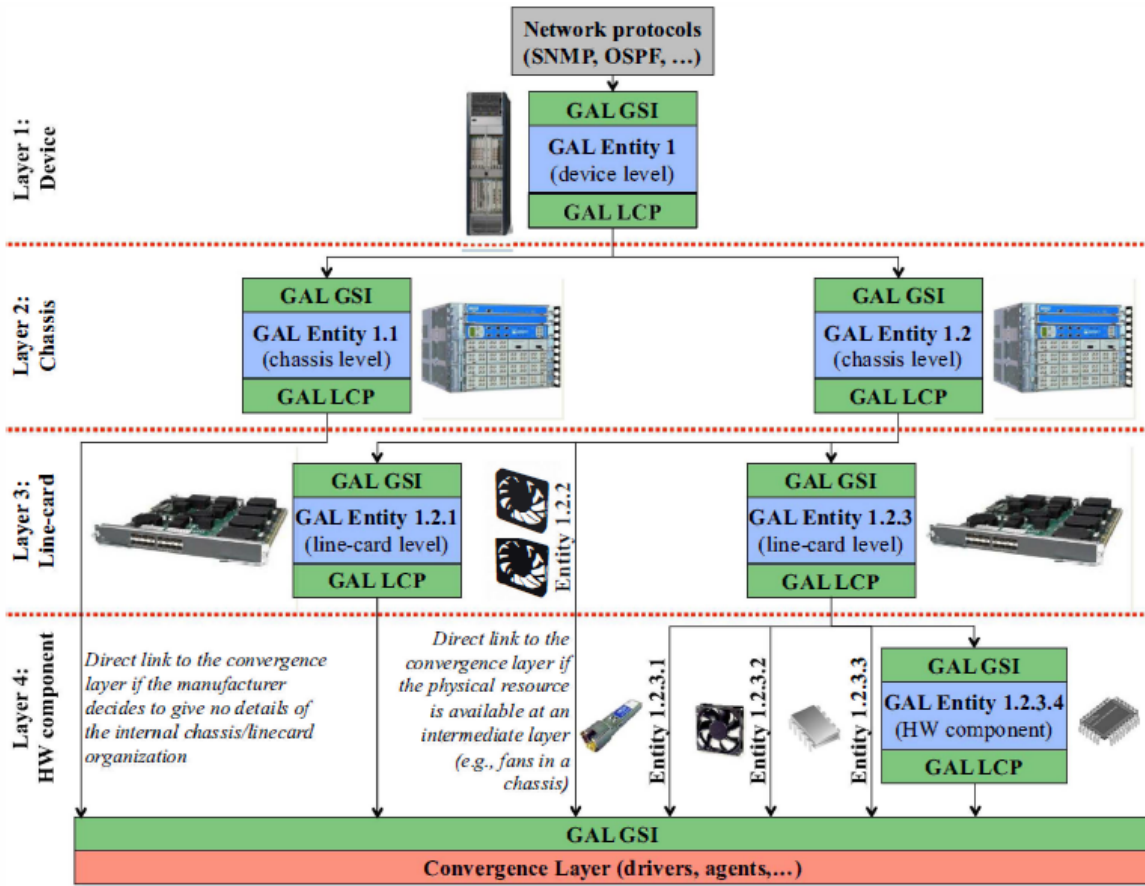 Network protocols
(SNMP, OSPF, …)
Layer 1:
Device
GAL GSI
GAL Entity 1
(device level)
GAL LCP
Layer 2:
Chassis
GAL GSI
GAL Entity 1.1
(chassis level)
GAL LCP
GAL GSI
GAL Entity 1.2
(chassis level)
GAL LCP
Layer 3:
Line-card
GAL GSI
GAL Entity 1.2.1
(line-card level)
GAL LCP
Entity 1.2.2
GAL GSI
GAL Entity 1.2.3
(line-card level)
GAL LCP
Layer 4:
HW component
Direct link to the convergence
layer if the manufacturer
decides to give no details of
the internal chassis/linecard
organization
Direct link to the
convergence layer if
the physical resource
is available at an
intermediate layer
(e.g., fans in a
chassis)
Entity 1.2.3.1
Entity 1.2.3.2
Entity 1.2.3.3
GAL GSI
GAL Entity 1.2.3.4
(HW component)
GAL LCP
GAL GSI
Convergence Layer (drivers, agents,…)